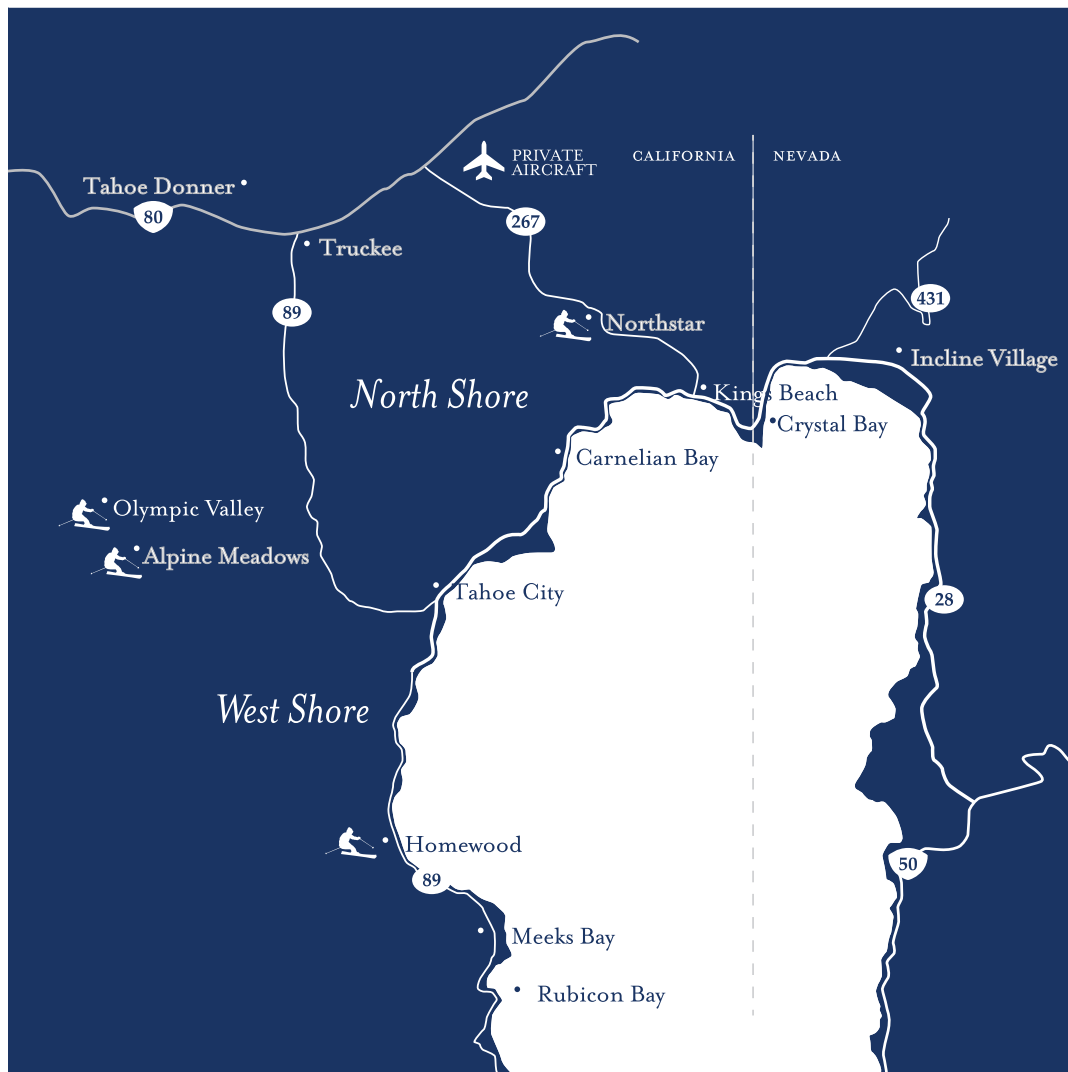 PRIVATE
AIRCRAFT
CALIFORNIA
NEVADA
Tahoe Donner
80
267
Truckee
431
89
Northstar
Incline Village
North Shore
Kings Beach
Crystal Bay
Carnelian Bay
Olympic Valley
Alpine Meadows
Tahoe City
28
West Shore
Homewood
50
89
Meeks Bay
Rubicon Bay